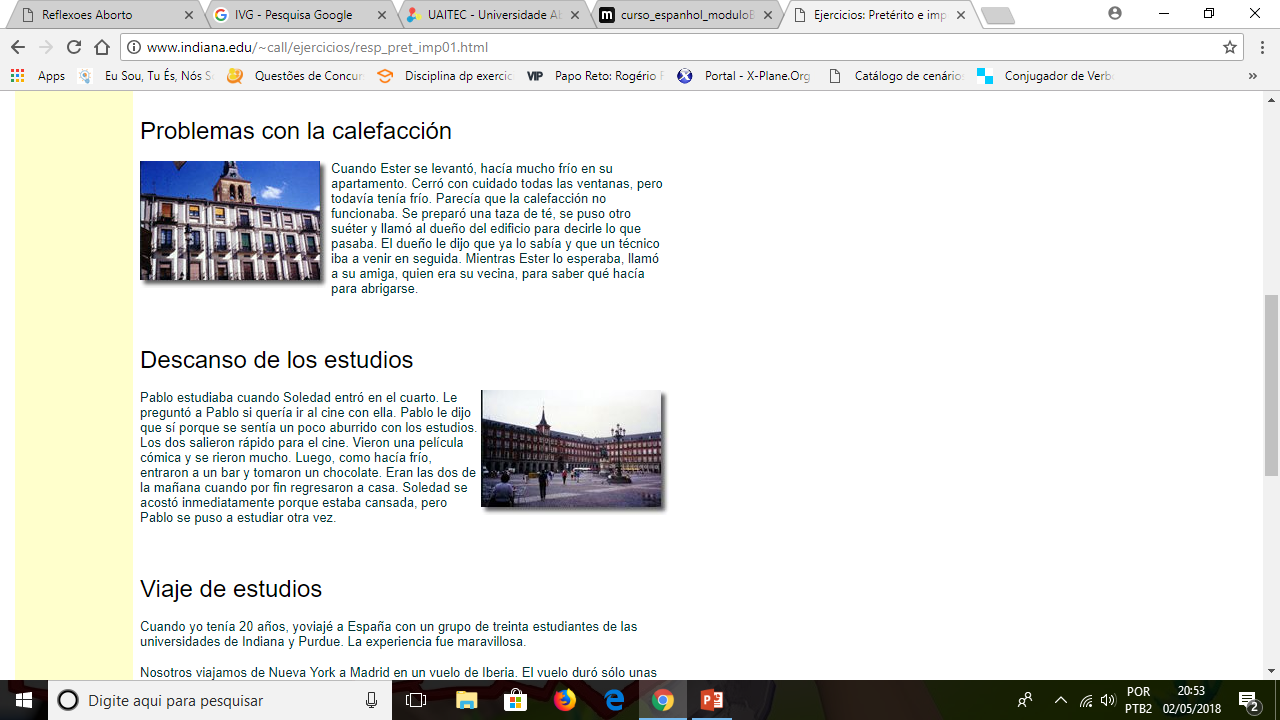 Reflexoes Aborto
IVG - Pesquisa Google
UAITEC - Universidade Ab
curso_espanhol_modulo
Ejercicios: Pretérito e imp
www.indiana.edu/~call/ejercicios/resp_pret_imp01.html
Apps
Eu Sou, Tu És, Nós S
Questões de Concur
Disciplina dp exercic
VIP
Papo Reto: Rogério F
Portal - X-Plane.Org
Catálogo de cenário
Conjugador de Verb
»
Problemas con la calefacción
Cuando Ester se levantó, hacía mucho frío en su
apartamento. Cerró con cuidado todas las ventanas, pero
todavía tenía frío. Parecía que la calefacción no
funcionaba. Se preparó una taza de té, se puso otro
suéter y llamó al dueño del edificio para decirle lo que
pasaba. El dueño le dijo que ya lo sabía y que un técnico
iba a venir en seguida. Mientras Ester lo esperaba, llamó
a su amiga, quien era su vecina, para saber qué hacía
para abrigarse.
Descanso de los estudios
Pablo estudiaba cuando Soledad entró en el cuarto. Le
preguntó a Pablo si quería ir al cine con ella. Pablo le dijo
que sí porque se sentía un poco aburrido con los estudios.
Los dos salieron rápido para el cine. Vieron una película
cómica y se rieron mucho. Luego, como hacía frío,
entraron a un bar y tomaron un chocolate. Eran las dos de
la mañana cuando por fin regresaron a casa. Soledad se
acostó inmediatamente porque estaba cansada, pero
Pablo se puso a estudiar otra vez.
Viaje de estudios
Cuando yo tenía 20 años, yoviajé a España con un grupo de treinta estudiantes de las
universidades de Indiana y Purdue. La experiencia fue maravillosa.
Nosotros viajamos de Nueva York a Madrid en un vuelo de Iberia. El vuelo duró sólo unas
Digite aqui para pesquisar
POR
PTB2
20:53
02/05/2018
2